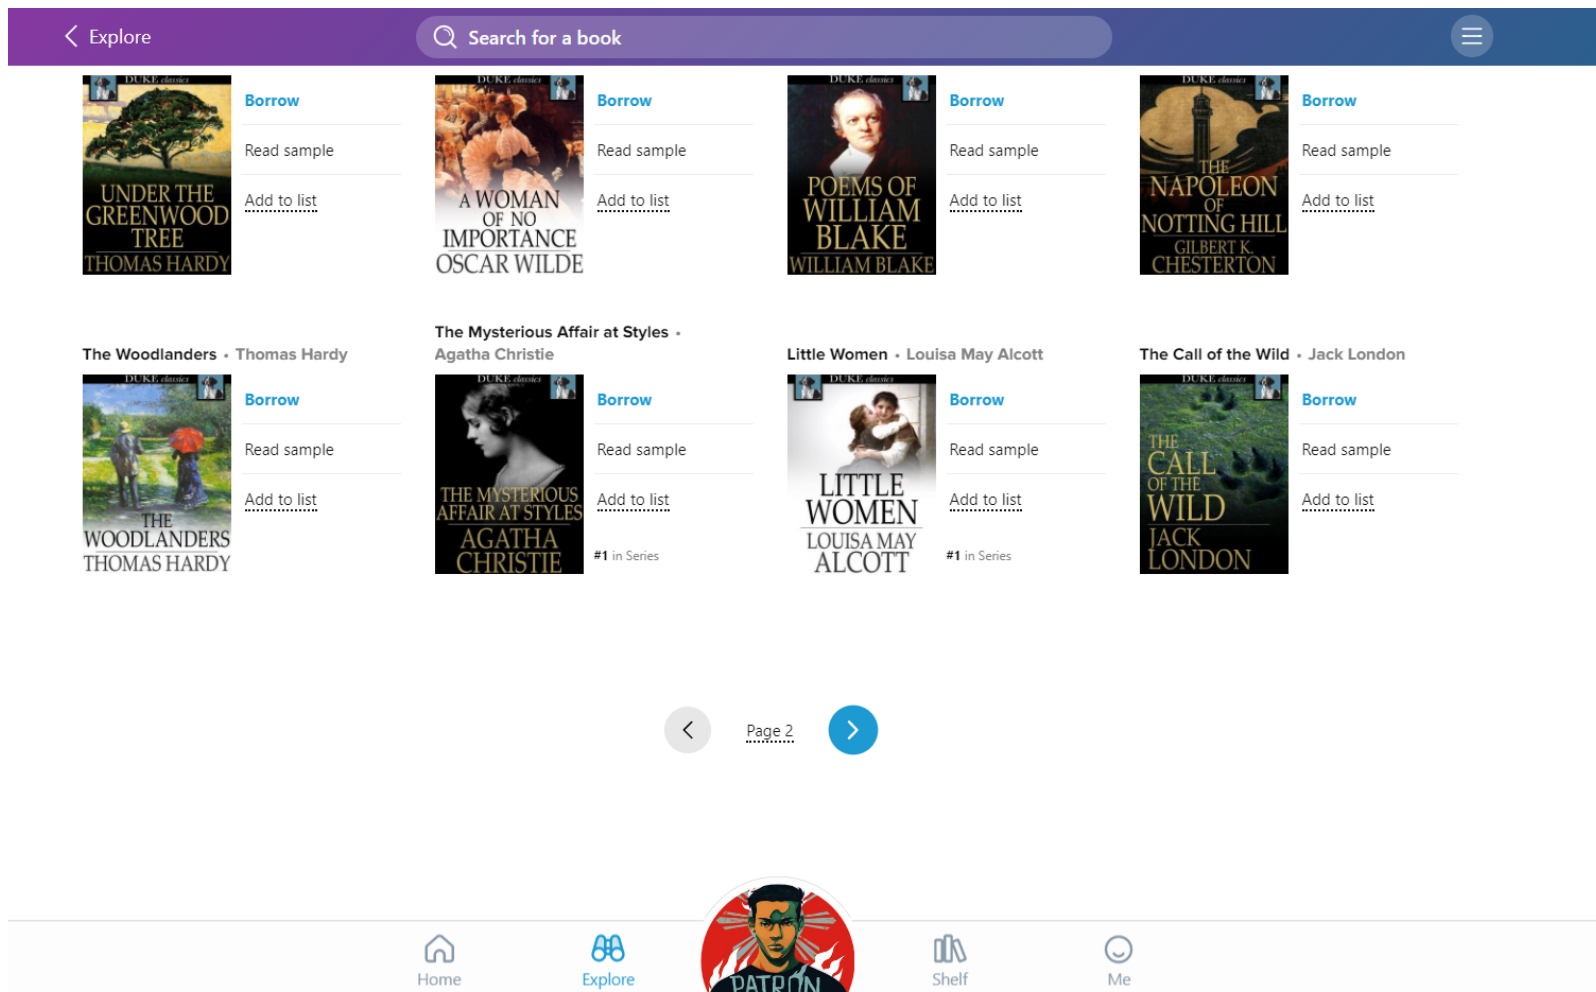 Explore
Search for a book
DUKE classics
UNDER THE
GREENWOOD
TREE
THOMAS HARDY
Borrow
Read sample
Add to list
DUKE classics
A WOMAN
OF NO
IMPORTANCE
OSCAR WILDE
Borrow
Read sample
Add to list
DUKE classics
POEMS OF
WILLIAM
BLAKE
WILLIAM BLAKE
Borrow
Read sample
Add to list
DUKE classics
THE
NAPOLEON
OF
NOTTING HILL
GILBERT K.
CHESTERTON
Borrow
Read sample
Add to list
The Woodlanders • Thomas Hardy
DUKE classics
THE
WOODLANDERS
THOMAS HARDY
Borrow
Read sample
Add to list
The Mysterious Affair at Styles •
Agatha Christie
DUKE classics
THE MYSTERIOUS
AFFAIR AT STYLES
AGATHA
CHRISTIE
Borrow
Read sample
Add to list
#1 in Series
Little Women • Louisa May Alcott
DUKE classics
LITTLE
WOMEN
LOUISA MAY
ALCOTT
Borrow
Read sample
Add to list
#1 in Series
The Call of the Wild • Jack London
DUKE classics
THE
CALL
OF THE
WILD
JACK
LONDON
Borrow
Read sample
Add to list
Page 2
Home
Explore
PATRON
Shelf
Me